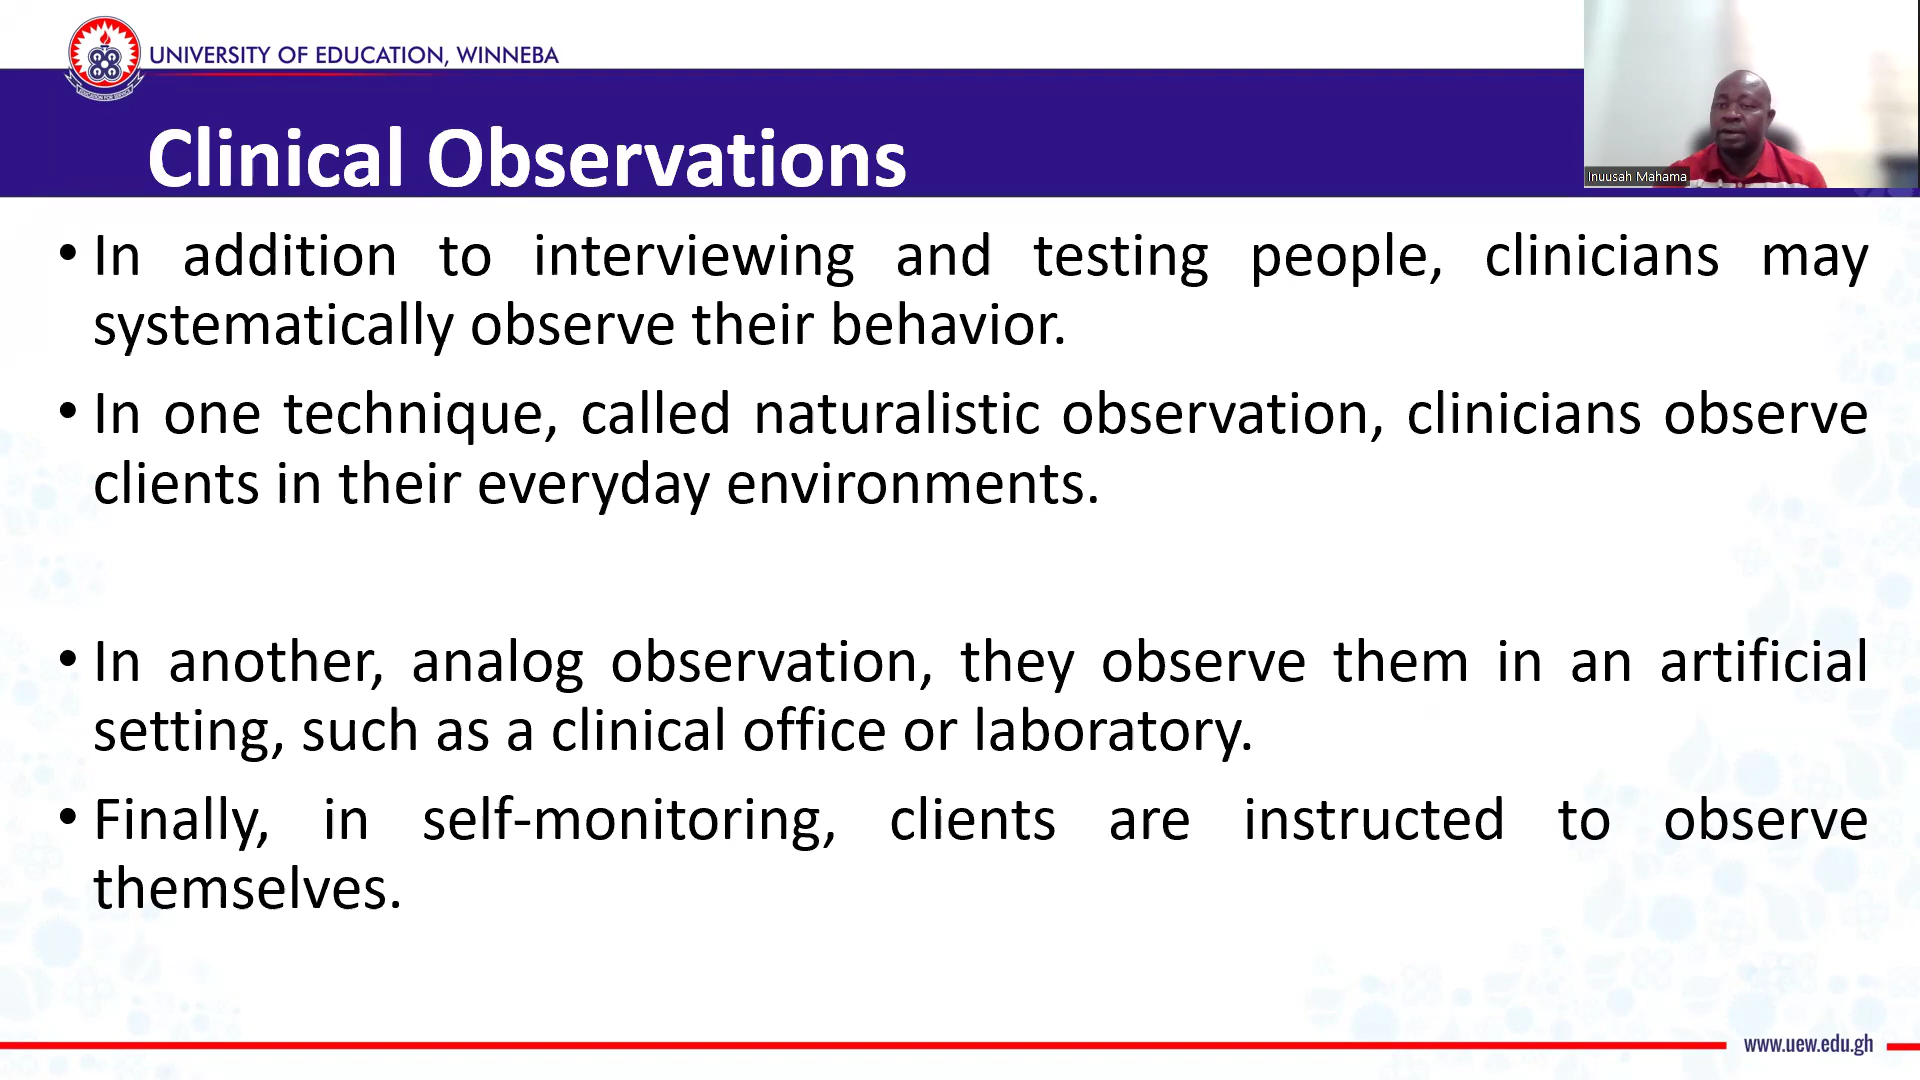 UNIVERSITY OF EDUCATION, WINNEBA
Clinical Observations
Inuusah Mahama
• In addition to interviewing and testing people, clinicians may
systematically observe their behavior.
• In one technique, called naturalistic observation, clinicians observe
clients in their everyday environments.
• In another, analog observation, they observe them in an artificial
setting, such as a clinical office or laboratory.
• Finally, in self-monitoring, clients are instructed to observe
themselves.
www.uew.edu.gh